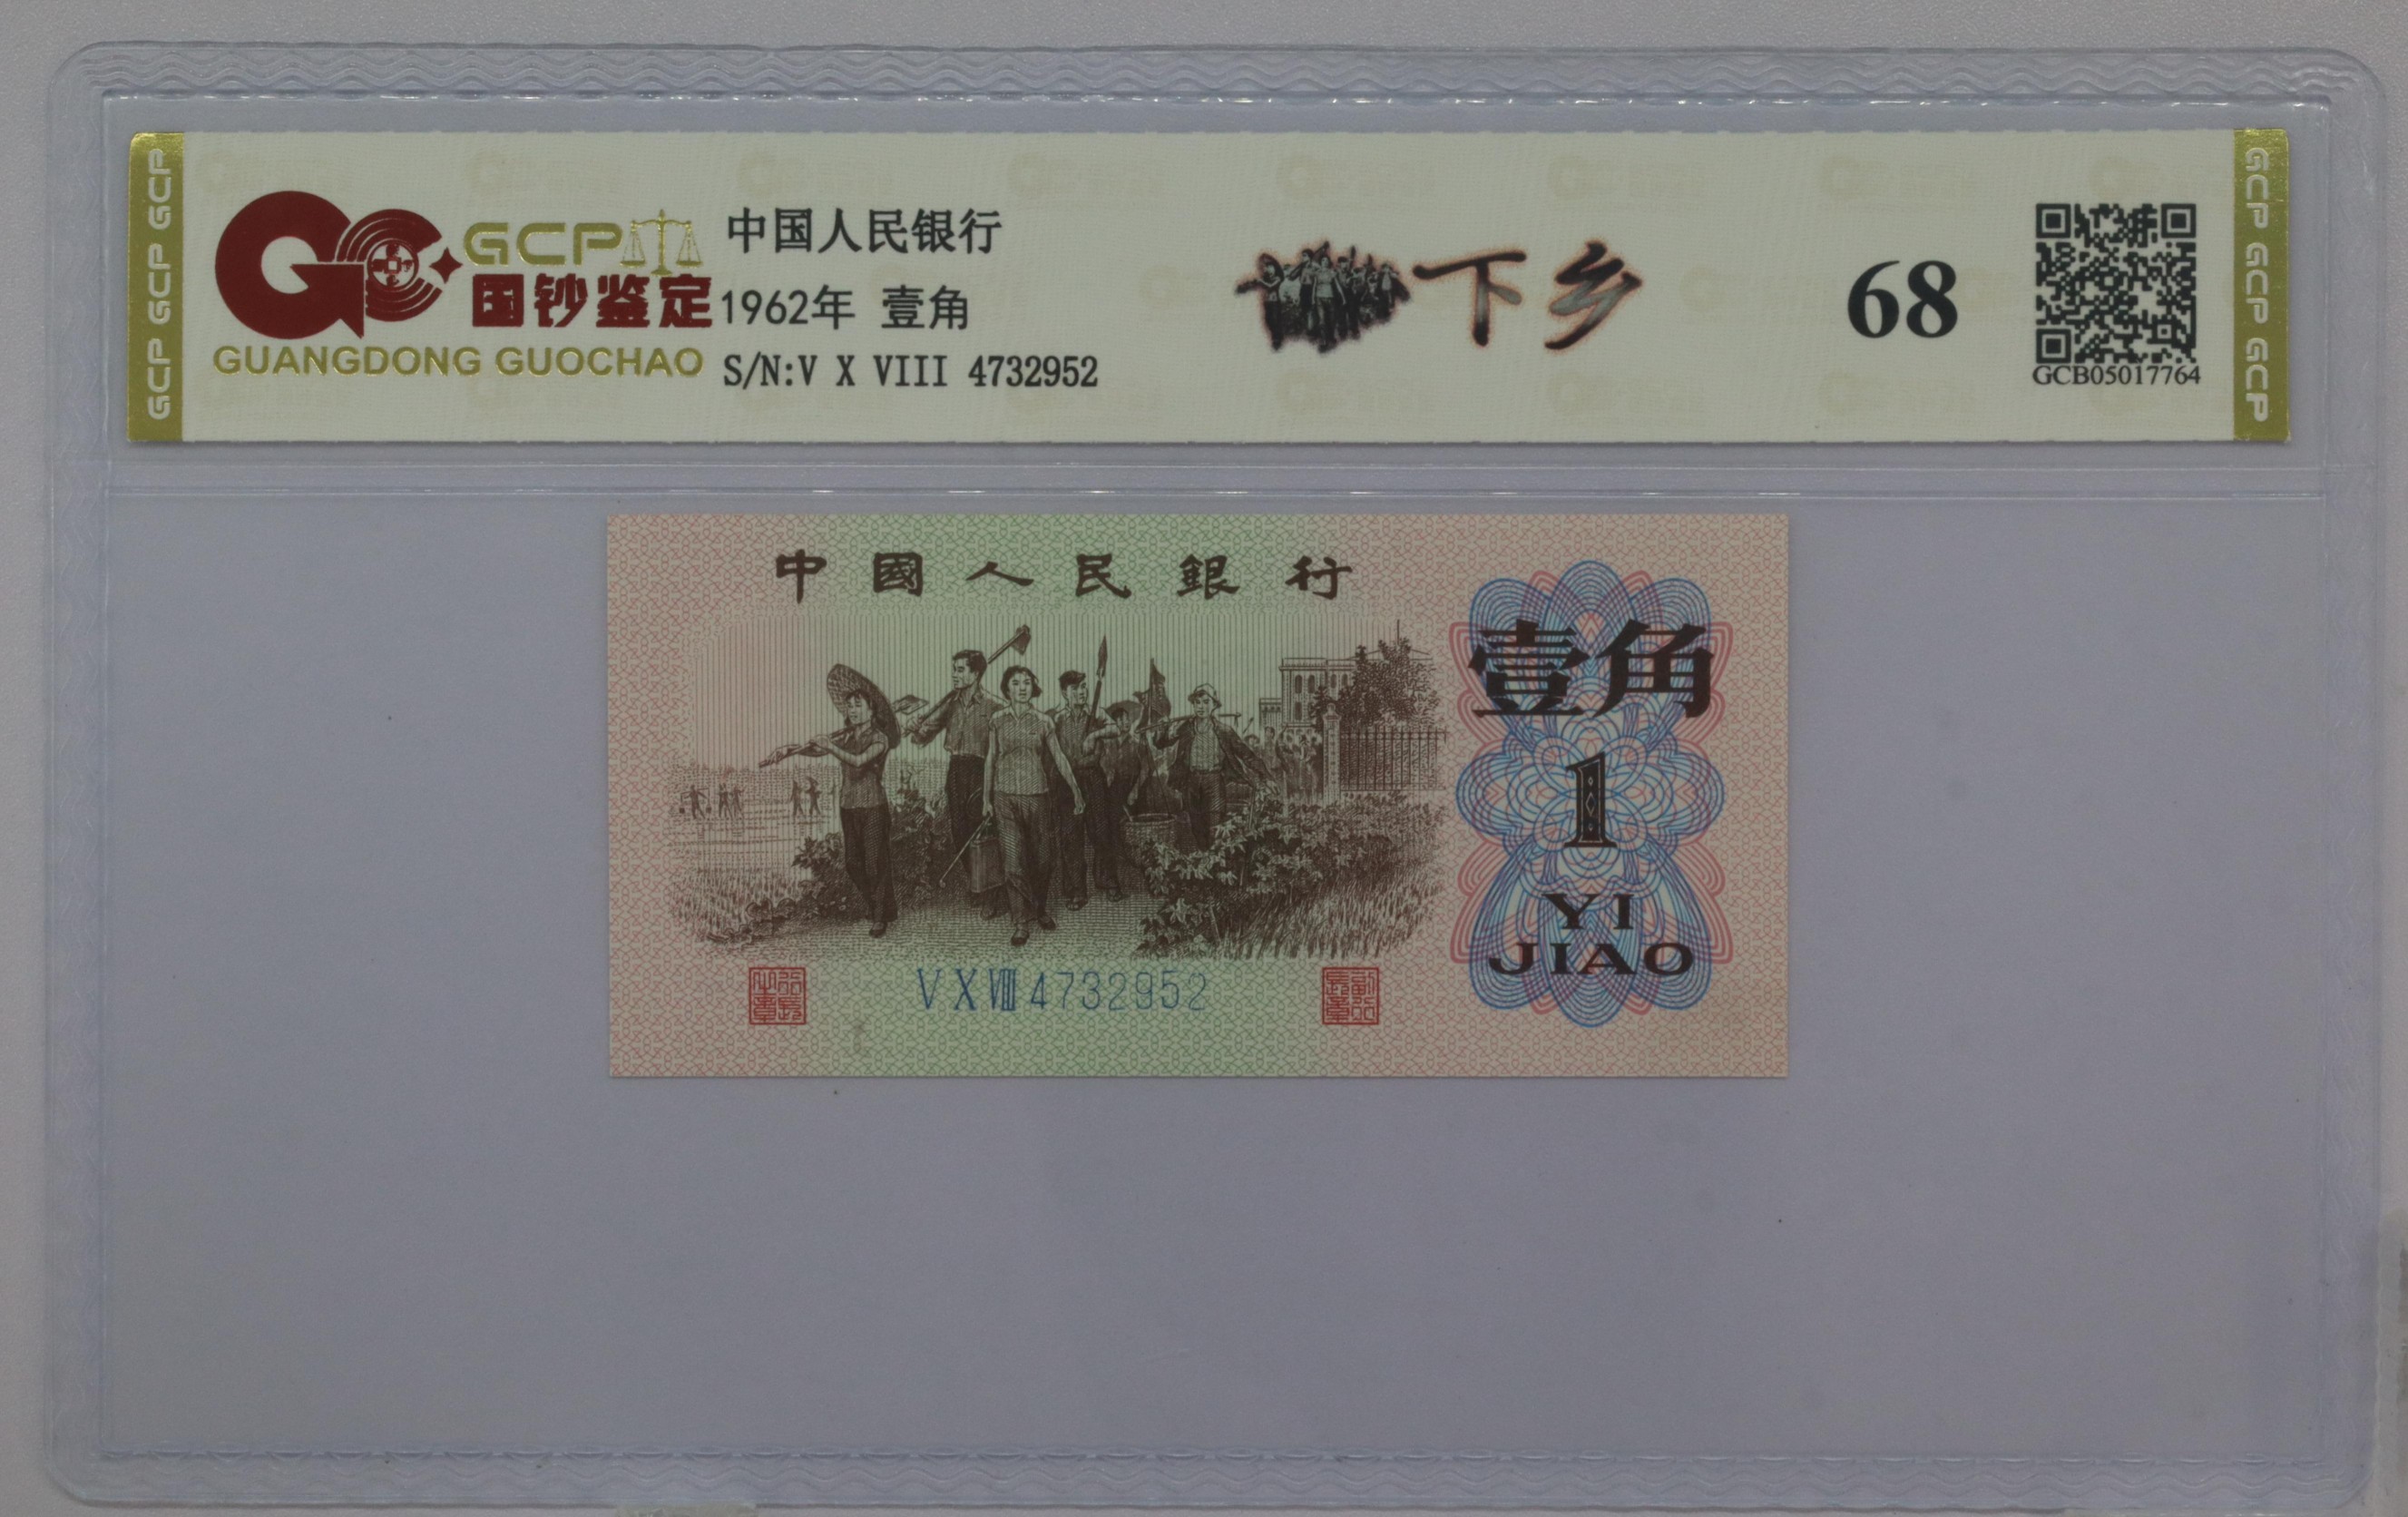 GCP GCP GCP
GCP
国钞鉴定
GUANGDONG GUOCHAO
中国人民银行
1962年 壹角
S/N:V X VIII 4732952
下乡
68
GCB05017764
GCP GCP GCP
中國人民銀行
壹角
1
YI
JIAO
V X VIII 4732952